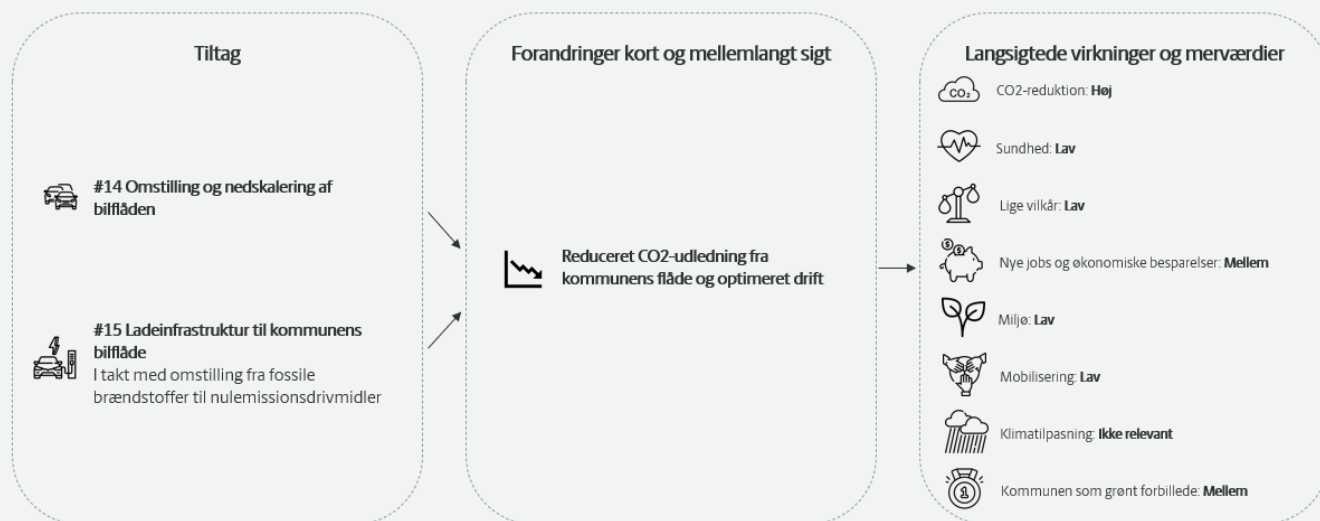 Tiltag
#14 Omstilling og nedskalering af
bilflåden
#15 Ladeinfrastruktur til kommunens
bilflåde
I takt med omstilling fra fossile
brændstoffer til nulemissionsdrivmidler
Forandringer kort og mellemlangt sigt
Reduceret CO2-udledning fra
kommunens flåde og optimeret drift
Langsigtede virkninger og merværdier
CO₂
CO2-reduktion: Høj
Sundhed: Lav
Lige vilkår: Lav
$ $
Nye jobs og økonomiske besparelser: Mellem
Miljø: Lav
Mobilisering: Lav
Klimatilpasning: Ikke relevant
1
Kommunen som grønt forbillede: Mellem